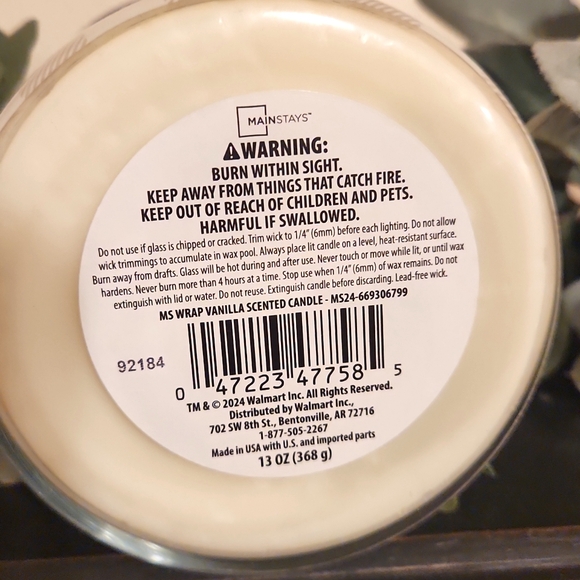 MAINSTAYS™
⚠WARNING:
BURN WITHIN SIGHT.
KEEP AWAY FROM THINGS THAT CATCH FIRE.
KEEP OUT OF REACH OF CHILDREN AND PETS.
HARMFUL IF SWALLOWED.
Do not use if glass is chipped or cracked. Trim wick to 1/4" (6mm) before each lighting. Do not allow
wick trimmings to accumulate in wax pool. Always place lit candle on a level, heat-resistant surface.
Burn away from drafts. Glass will be hot during and after use. Never touch or move while lit, or until wax
hardens. Never burn more than 4 hours at a time. Stop use when 1/4" (6mm) of wax remains. Do not
extinguish with lid or water. Do not reuse. Extinguish candle before discarding. Lead-free wick.
MS WRAP VANILLA SCENTED CANDLE - MS24-669306799
92184
0 47223 47758 5
TM & © 2024 Walmart Inc. All Rights Reserved.
Distributed by Walmart Inc.,
702 SW 8th St., Bentonville, AR 72716
1-877-505-2267
Made in USA with U.S. and imported parts
13 OZ (368 g)